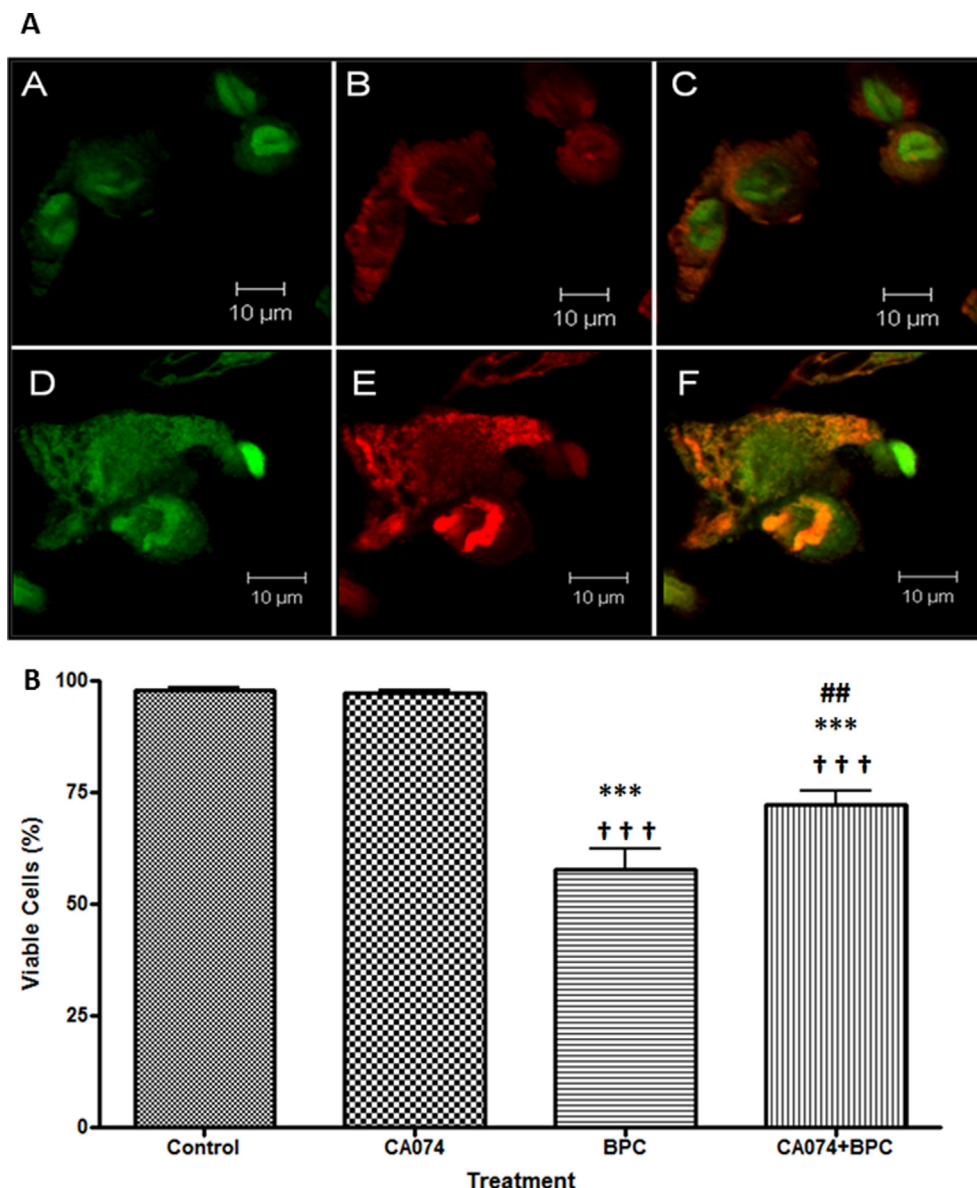 A
A B C
10 µm 10 µm 10 µm
D E F
10 µm 10 µm 10 µm
B
100
75
50
25
0
Viable Cells (%)
##
*** ***
††† †††
Control CA074 BPC CA074+BPC
Treatment